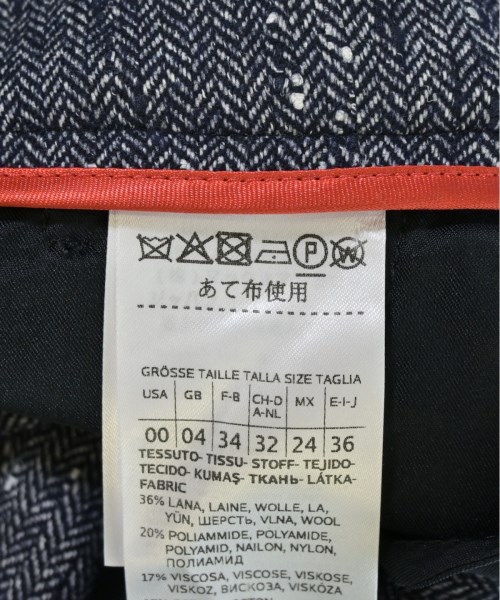 P W
あて布使用
GRÖSSE TAILLE TALLA SIZE TAGLIA
USA GB F-B CH-D A-NL MX E-I-J
00 04 34 32 24 36
TESSUTO- TISSU- STOFF- TEJIDO-
TECIDO- KUMAŞ- ТКАНЬ- LÁTKA-
FABRIC
36% LANA, LAINE, WOLLE, LA,
YÜN, ШЕРСТЬ, VLNA, WOOL
20% POLIAMMIDE, POLYAMIDE,
POLYAMID, NAILON, NYLON,
ПОЛИАМИД
17% VISCOSA, VISCOSE, VISKOSE,
VISKOZ, ВИСКОЗА, VISKÓZA